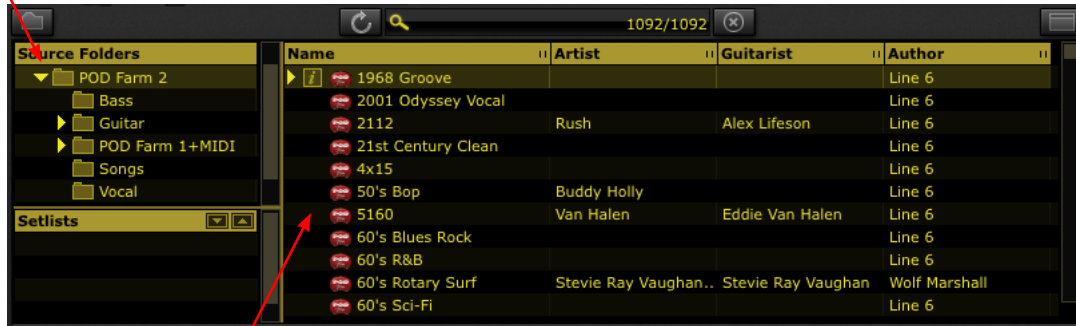 1092/1092
Source Folders
POD Farm 2
Bass
Guitar
POD Farm 1+MIDI
Songs
Vocal
Setlists
Name Artist Guitarist Author
i 1968 Groove Line 6
2001 Odyssey Vocal Line 6
2112 Rush Alex Lifeson Line 6
21st Century Clean Line 6
4x15 Line 6
50's Bop Buddy Holly Line 6
5160 Van Halen Eddie Van Halen Line 6
60's Blues Rock Line 6
60's R&B Line 6
60's Rotary Surf Stevie Ray Vaughan.. Stevie Ray Vaughan Wolf Marshall
60's Sci-Fi Line 6